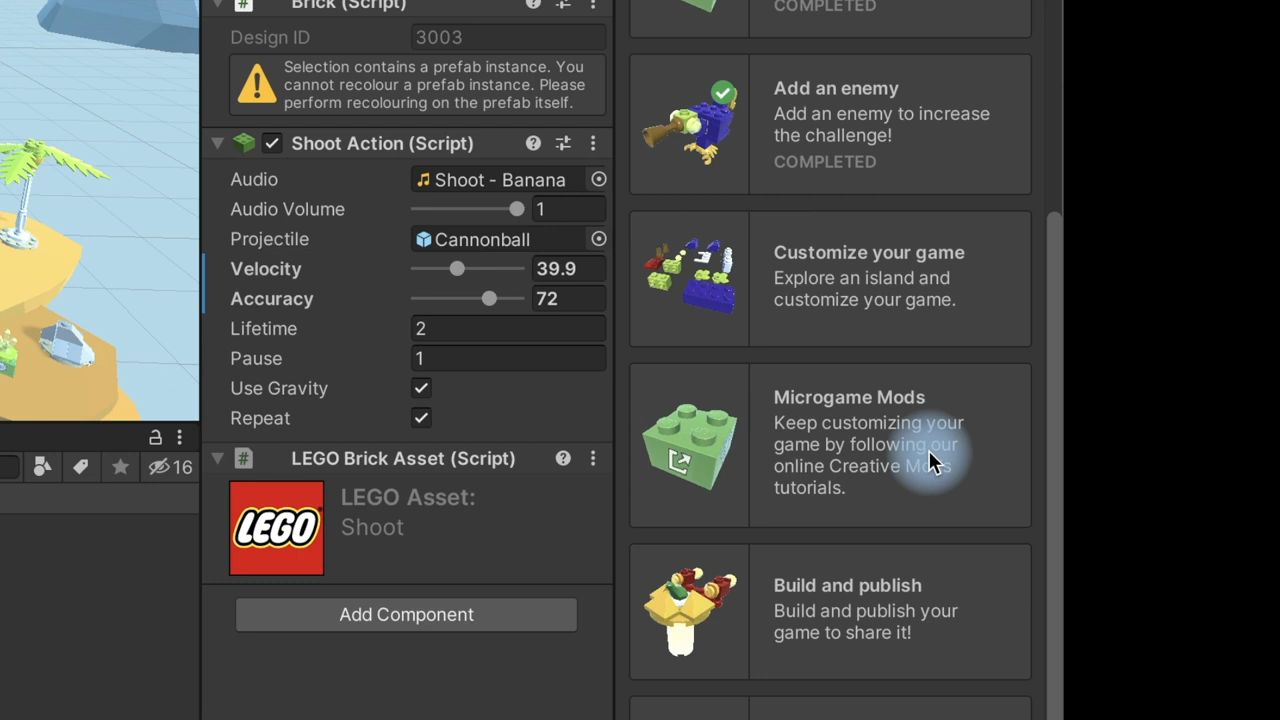 Brick (Script)
Design ID
3003
Selection contains a prefab instance. You
cannot recolour a prefab instance. Please
perform recolouring on the prefab itself.
Shoot Action (Script)
Audio
Shoot - Banana
Audio Volume
1
Projectile
Cannonball
Velocity
39.9
Accuracy
72
Lifetime
2
Pause
1
Use Gravity
Repeat
16
LEGO Brick Asset (Script)
LEGO
LEGO Asset:
Shoot
Add Component
COMPLETED
Add an enemy
Add an enemy to increase
the challenge!
COMPLETED
Customize your game
Explore an island and
customize your game.
Microgame Mods
Keep customizing your
game by following our
online Creative Mods
tutorials.
Build and publish
Build and publish your
game to share it!